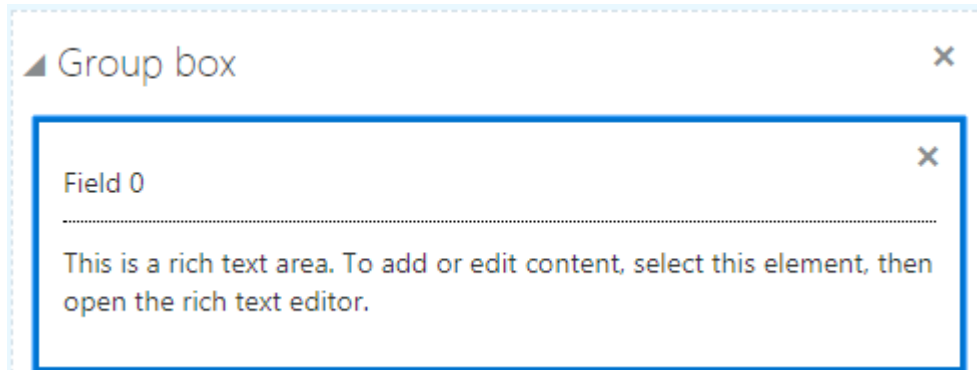 Group box
Field 0
This is a rich text area. To add or edit content, select this element, then
open the rich text editor.